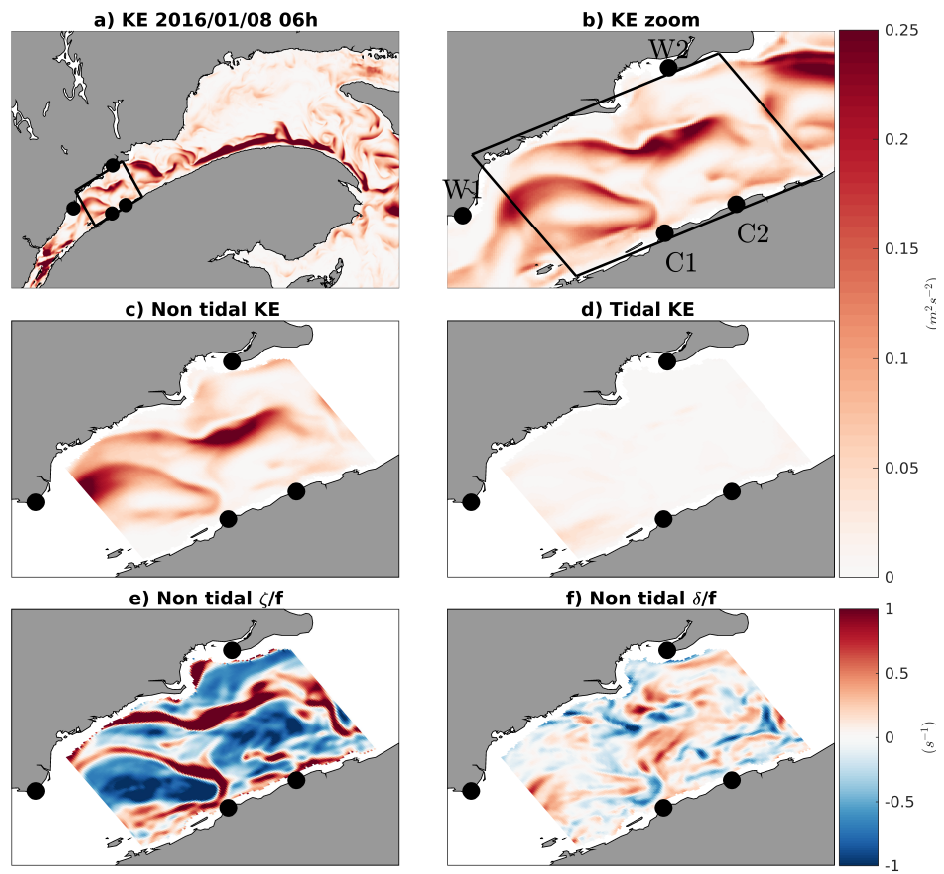 a) KE 2016/01/08 06h
b) KE zoom
W2
W1
C1
C2
c) Non tidal KE
d) Tidal KE
0.25
0.2
0.15
0.1
0.05
0
(m²s⁻²)
e) Non tidal ζ/f
f) Non tidal δ/f
1
0.5
0
-0.5
-1
(s⁻¹)